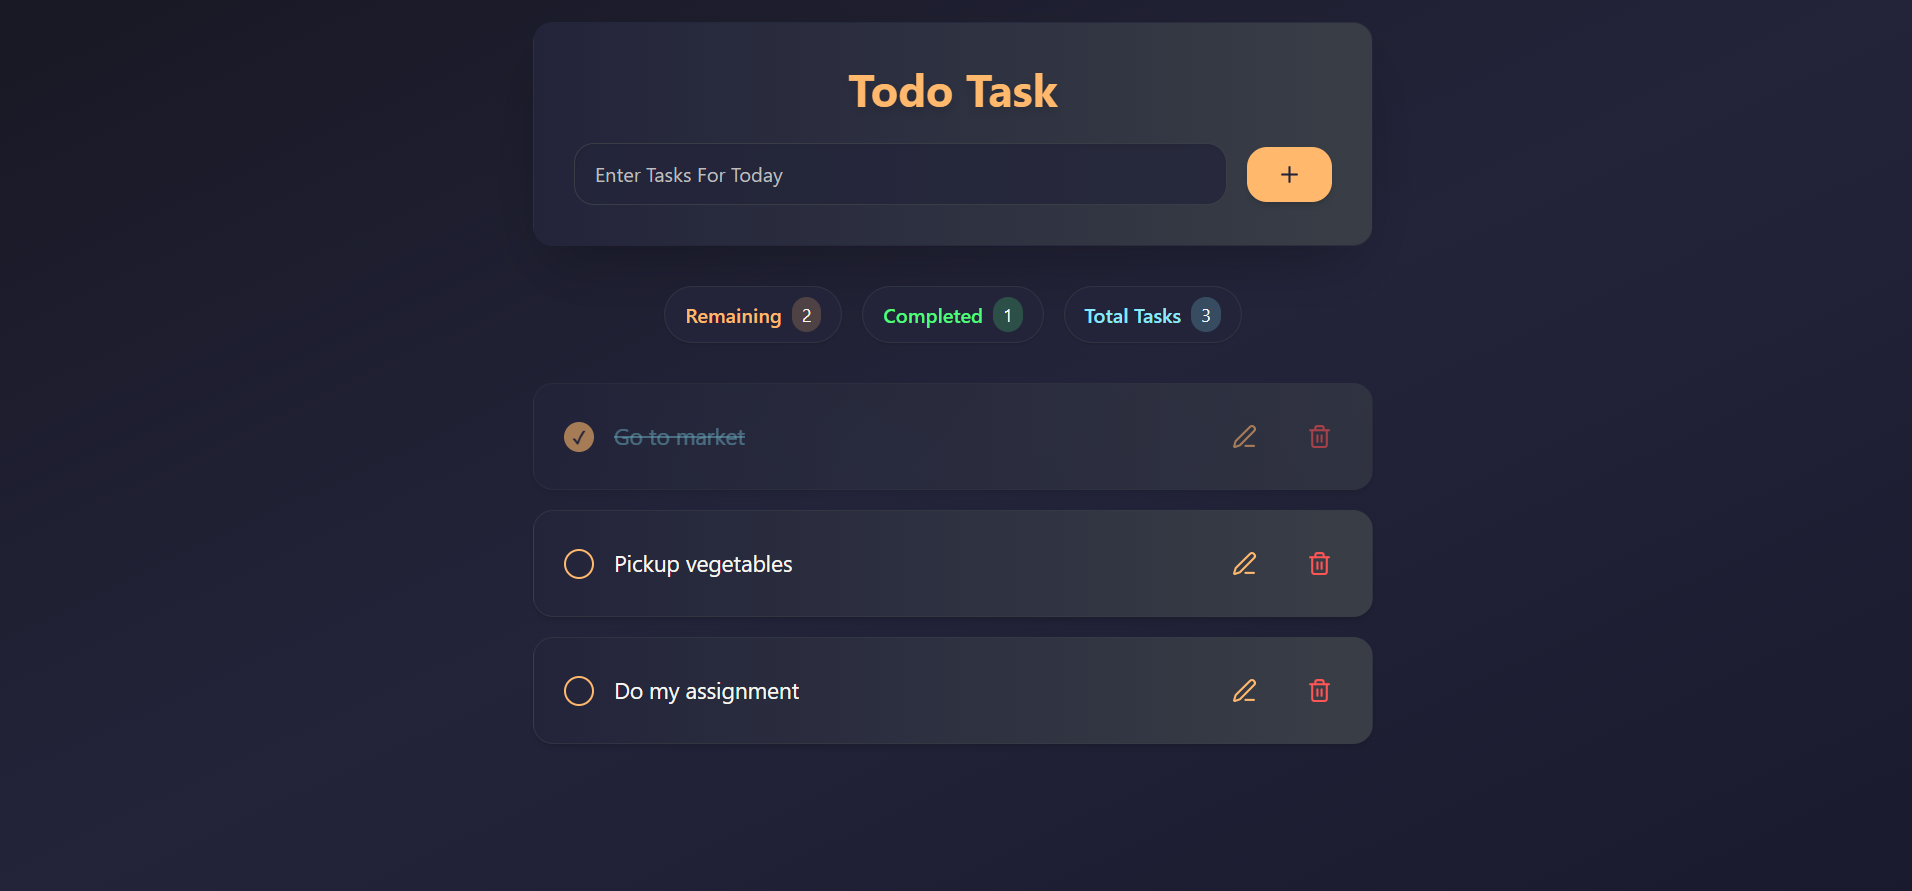 Todo Task
Enter Tasks For Today
Remaining 2 Completed 1 Total Tasks 3
Go to market
Pickup vegetables
Do my assignment